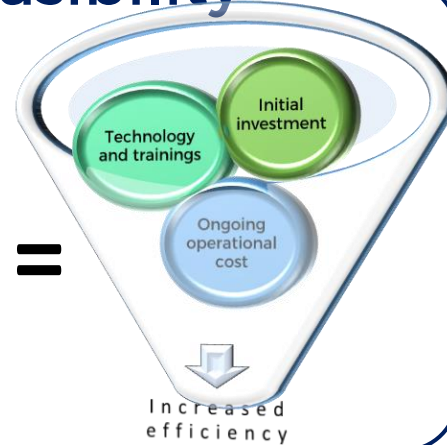 Initial
investment
Technology
and trainings
Ongoing
operational
cost
=
Increased
efficiency